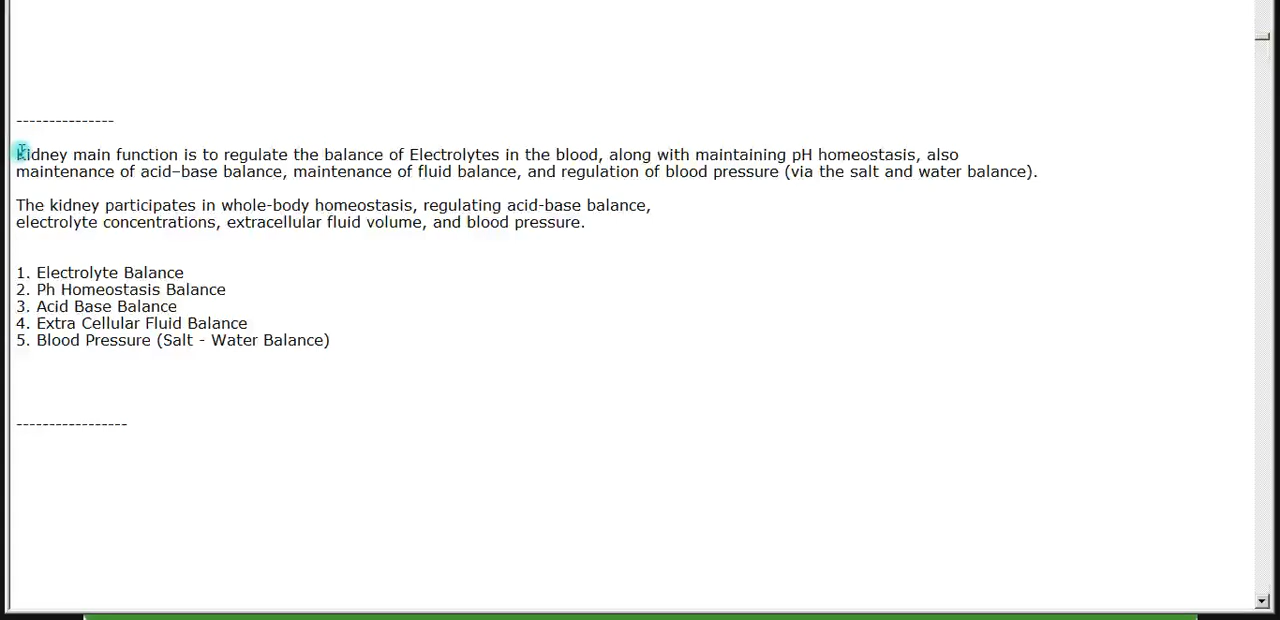 ---------------
Kidney main function is to regulate the balance of Electrolytes in the blood, along with maintaining pH homeostasis, also
maintenance of acid–base balance, maintenance of fluid balance, and regulation of blood pressure (via the salt and water balance).
The kidney participates in whole-body homeostasis, regulating acid-base balance,
electrolyte concentrations, extracellular fluid volume, and blood pressure.
1. Electrolyte Balance
2. Ph Homeostasis Balance
3. Acid Base Balance
4. Extra Cellular Fluid Balance
5. Blood Pressure (Salt - Water Balance)
-----------------